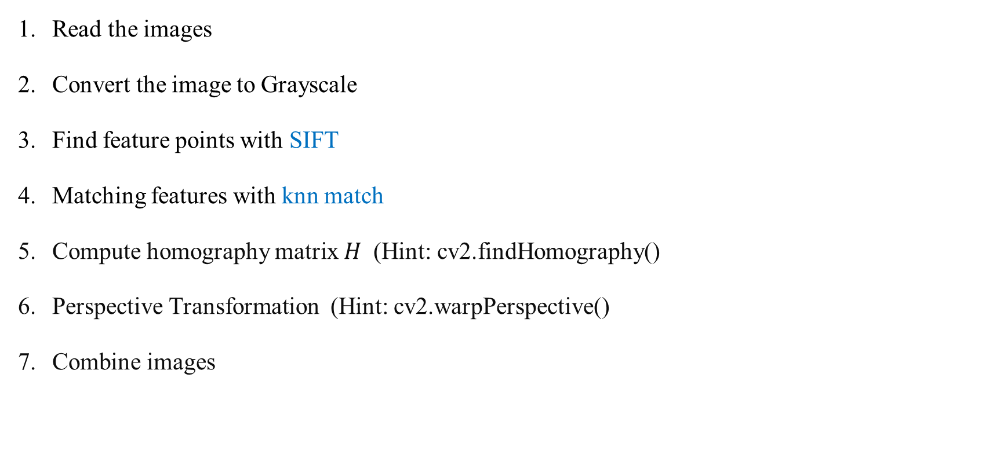 1. Read the images
2. Convert the image to Grayscale
3. Find feature points with SIFT
4. Matching features with knn match
5. Compute homography matrix H (Hint: cv2.findHomography()
6. Perspective Transformation (Hint: cv2.warpPerspective()
7. Combine images